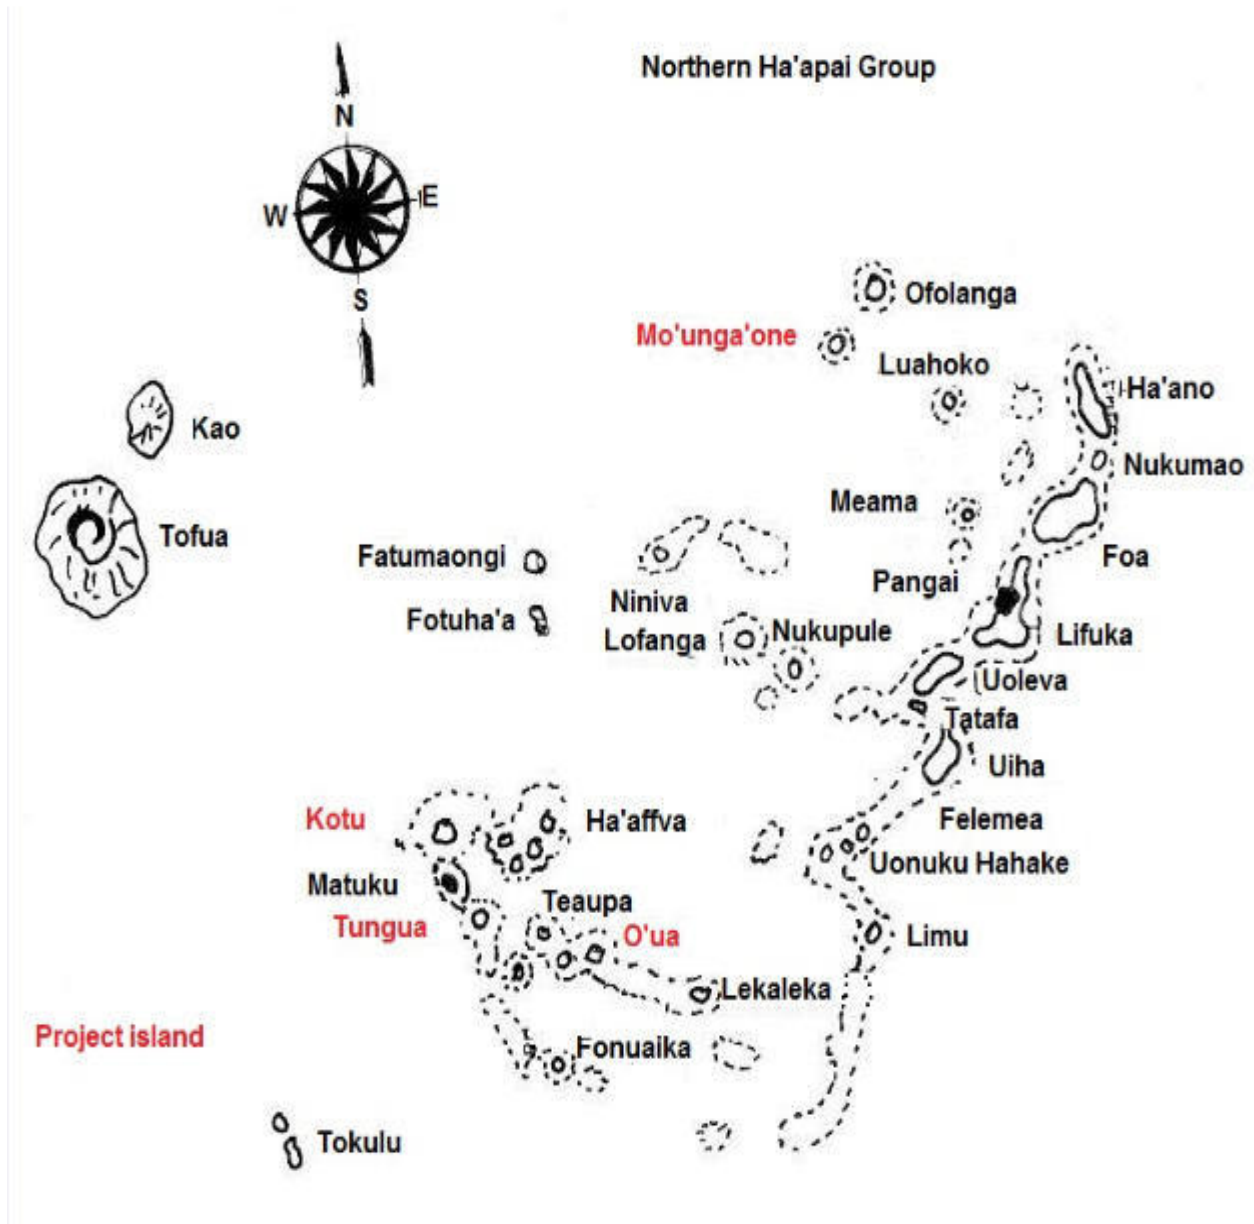 Northern Ha'apai Group
N
W
E
S
Ofolanga
Mo'unga'one
Luahoko
Ha'ano
Kao
Nukumao
Meama
Tofua
Fatumaongi
Foa
Pangai
Niniva
Fotuha'a
Lofanga
Nukupule
Lifuka
Uoleva
Tatafa
Uiha
Kotu
Ha'affva
Felemea
Uonuku Hahake
Matuku
Teaupa
Tungua
O'ua
Limu
Lekaleka
Project island
Fonuaika
Tokulu